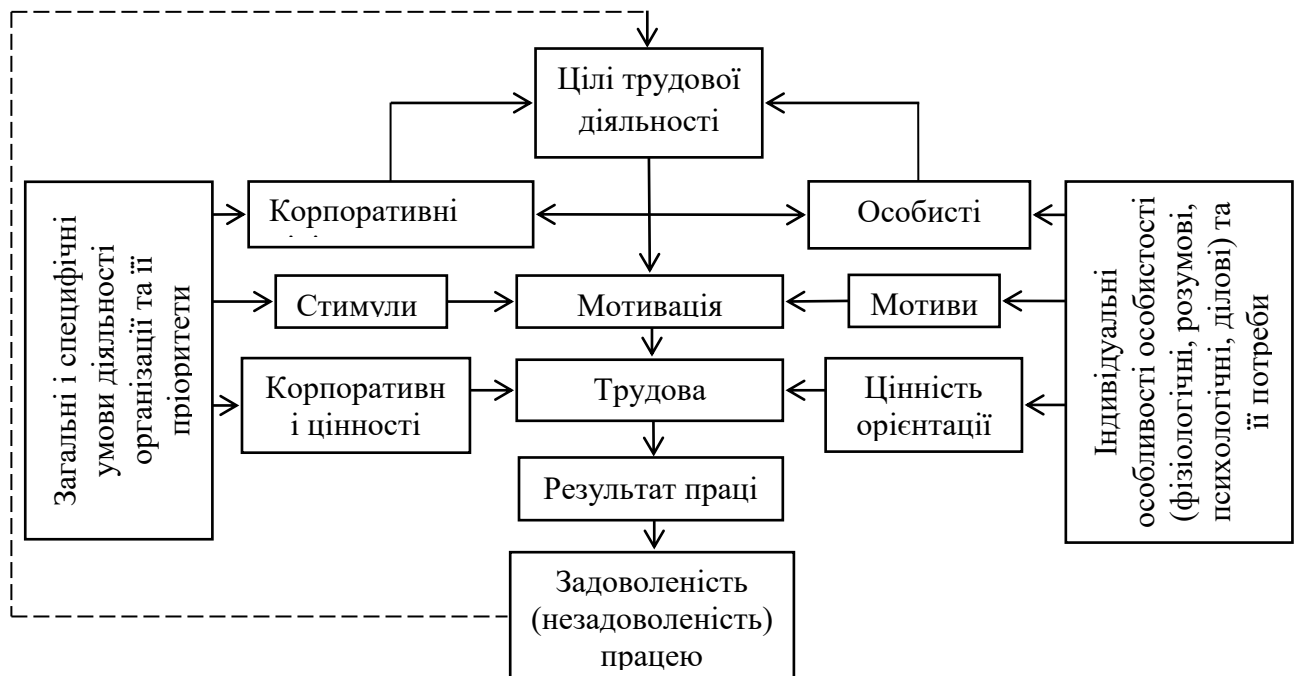 Цілі трудової
діяльності
Корпоративні
Особисті
Загальні і специфічні
умови діяльності
організації та її
пріоритети
Індивідуальні
особливості особистості
(фізіологічні, розумові,
психологічні, ділові) та
її потреби
Стимули
Мотивація
Мотиви
Корпоративн
і цінності
Трудова
Цінність
орієнтації
Результат праці
Задоволеність
(незадоволеність)
працею